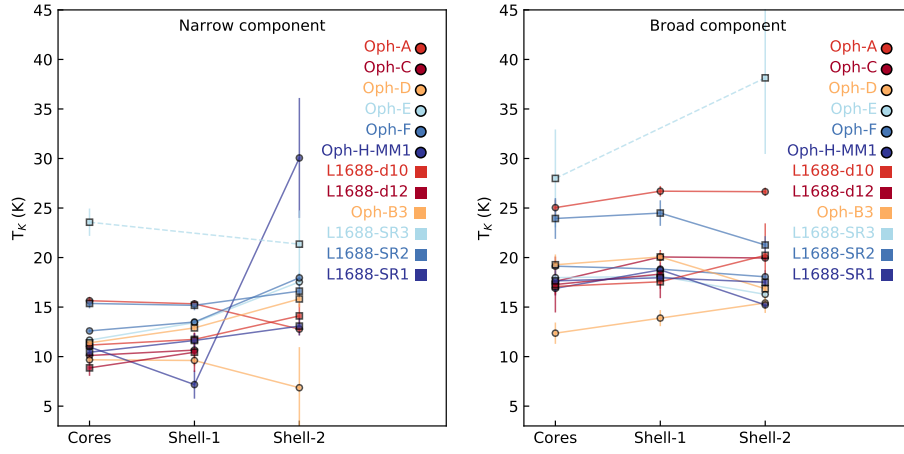 Narrow component
45
40
35
30
25
20
15
10
5
T_K (K)
Oph-A
Oph-C
Oph-D
Oph-E
Oph-F
Oph-H-MM1
L1688-d10
L1688-d12
Oph-B3
L1688-SR3
L1688-SR2
L1688-SR1
Cores
Shell-1
Shell-2
Broad component
45
40
35
30
25
20
15
10
5
T_K (K)
Oph-A
Oph-C
Oph-D
Oph-E
Oph-F
Oph-H-MM1
L1688-d10
L1688-d12
Oph-B3
L1688-SR3
L1688-SR2
L1688-SR1
Cores
Shell-1
Shell-2